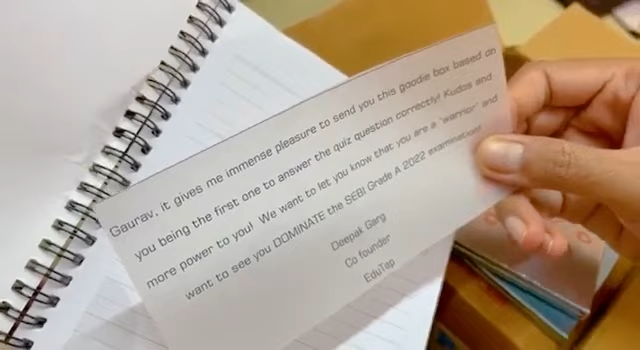 Gaurav, it gives me immense pleasure to send you this goodie box based on
you being the first one to answer the quiz question correctly! Kudos and
more power to you! We want to let you know that you are a "warrior" and
want to see you DOMINATE the SEBI Grade A 2022 examination!
Deepak Garg
Co founder
EduTap